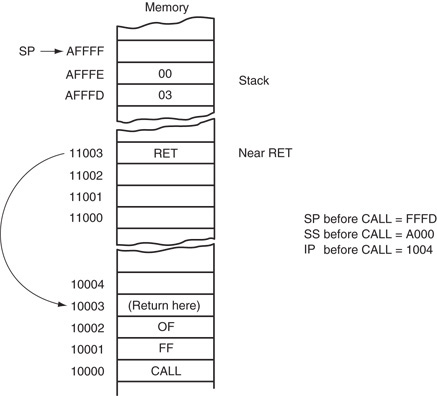 Memory
SP AFFFF
AFFFE 00
AFFFD 03
Stack
11003 RET Near RET
11002
11001
11000
SP before CALL = FFFD
SS before CALL = A000
IP before CALL = 1004
10004
10003 (Return here)
10002 OF
10001 FF
10000 CALL